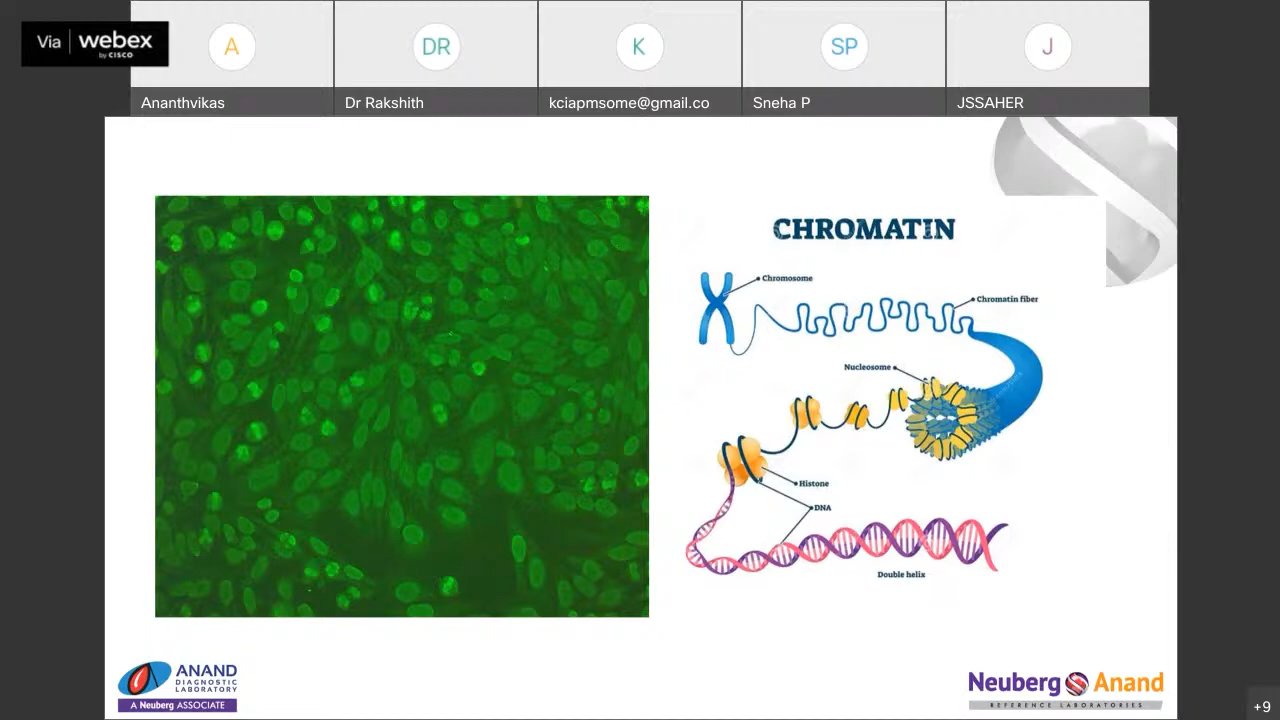 Via webex
by CISCO
A
DR
K
SP
J
Ananthvikas
Dr Rakshith
kciapmsome@gmail.co
Sneha P
JSSAHER
CHROMATIN
Chromosome
Chromatin fiber
Nucleosome
Histone
DNA
Double helix
ANAND
DIAGNOSTIC
LABORATORY
A Neuberg ASSOCIATE
Neuberg Anand
REFERENCE LABORATORIES
+9